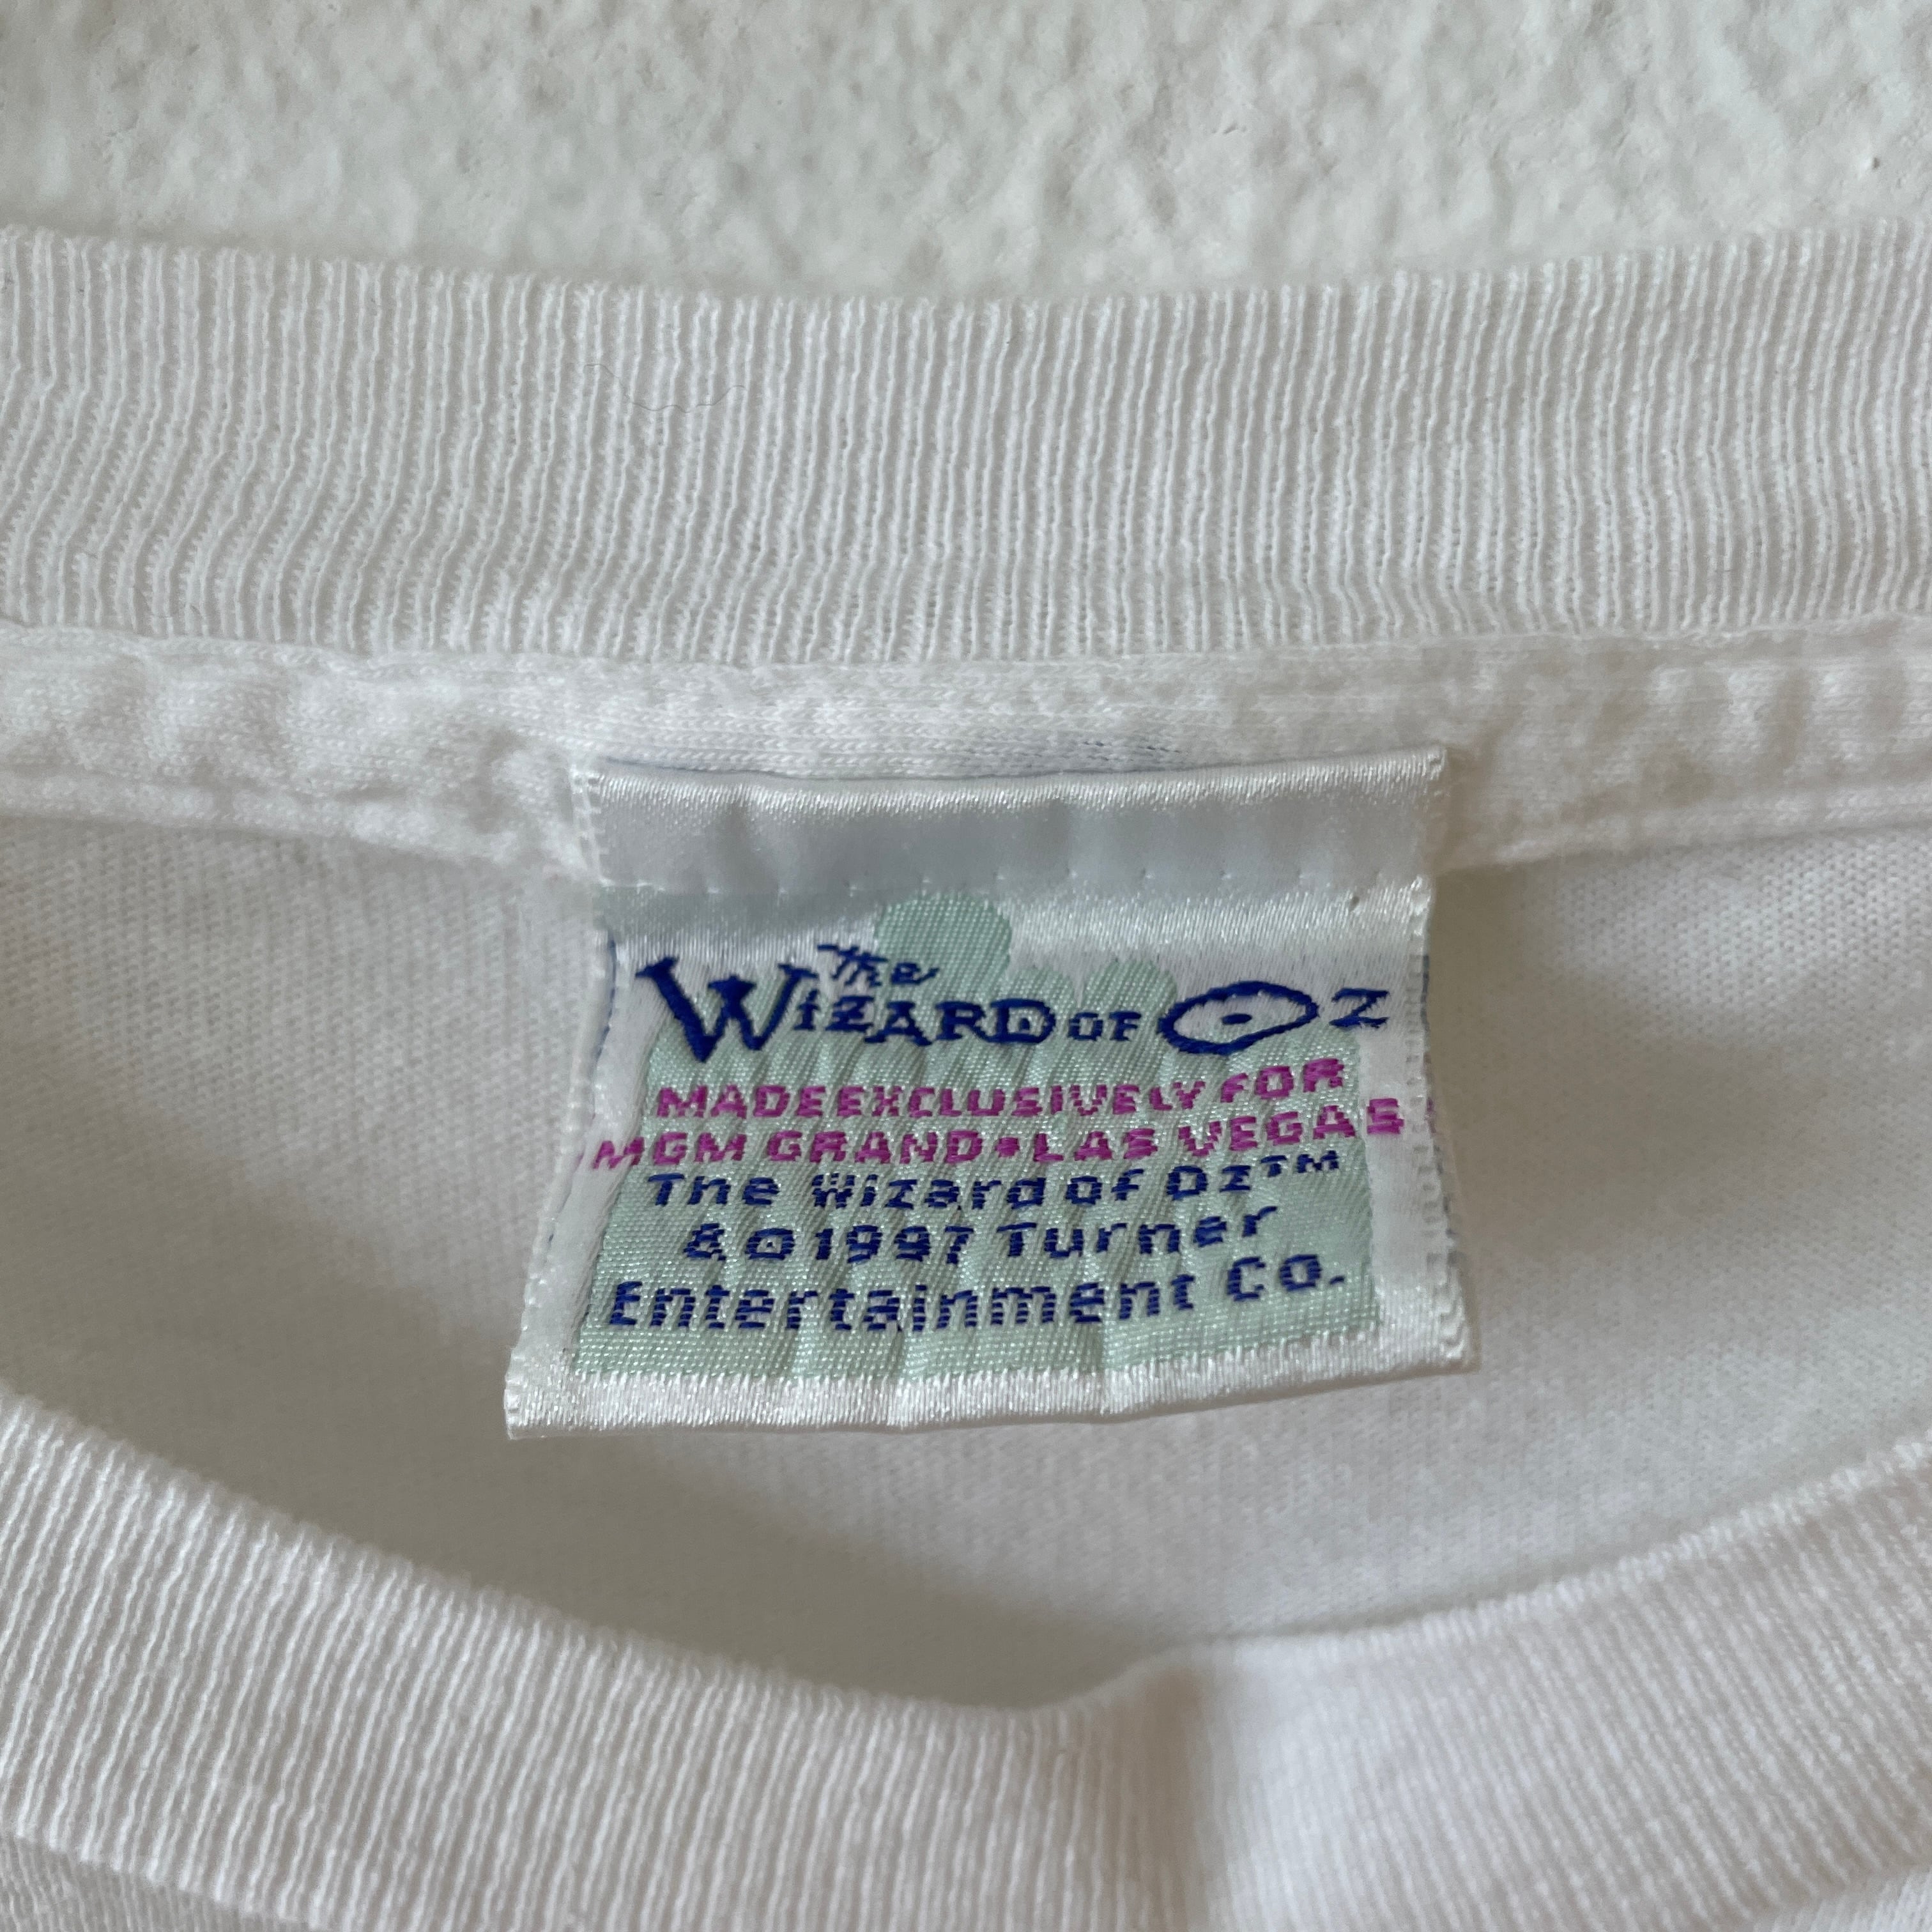 The
WiZARD OF OZ
MADE EXCLUSIVELY FOR
MGM GRAND • LAS VEGAS
The Wizard of Oz™
& ©1997 Turner
Entertainment Co.